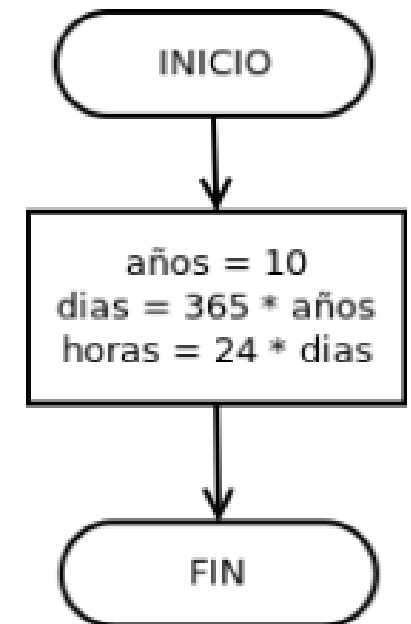 INICIO
años = 10
dias = 365 * años
horas = 24 * dias
FIN